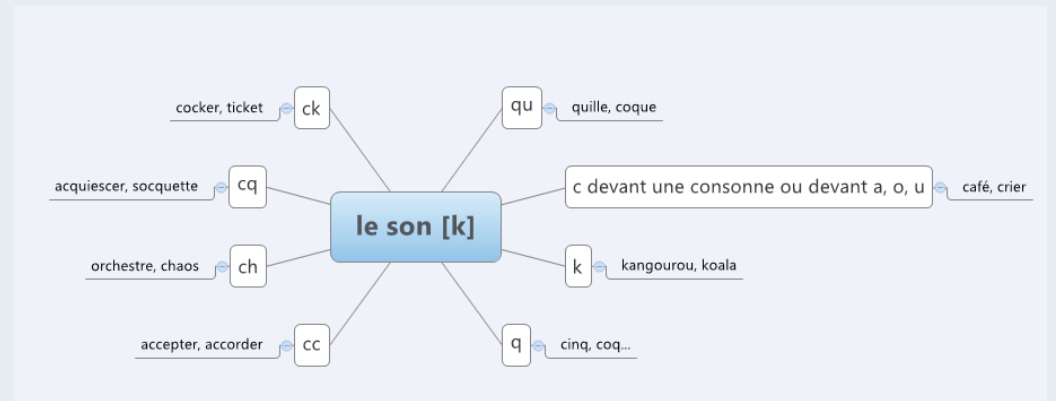 le son [k]
ck
cocker, ticket
cq
acquiescer, socquette
ch
orchestre, chaos
cc
accepter, accorder
qu
quille, coque
c devant une consonne ou devant a, o, u
café, crier
k
kangourou, koala
q
cinq, coq...